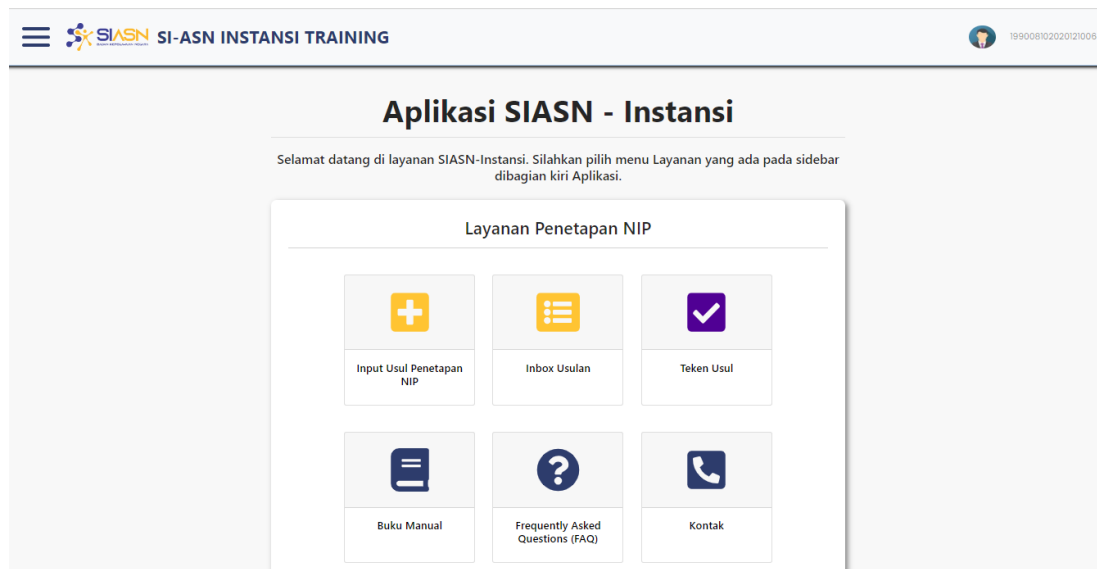 SIASN
SI-ASN INSTANSI TRAINING
199008102020121006
Aplikasi SIASN - Instansi
Selamat datang di layanan SIASN-Instansi. Silahkan pilih menu Layanan yang ada pada sidebar
dibagian kiri Aplikasi.
Layanan Penetapan NIP
Input Usul Penetapan
NIP
Inbox Usulan
Teken Usul
Buku Manual
Frequently Asked
Questions (FAQ)
Kontak